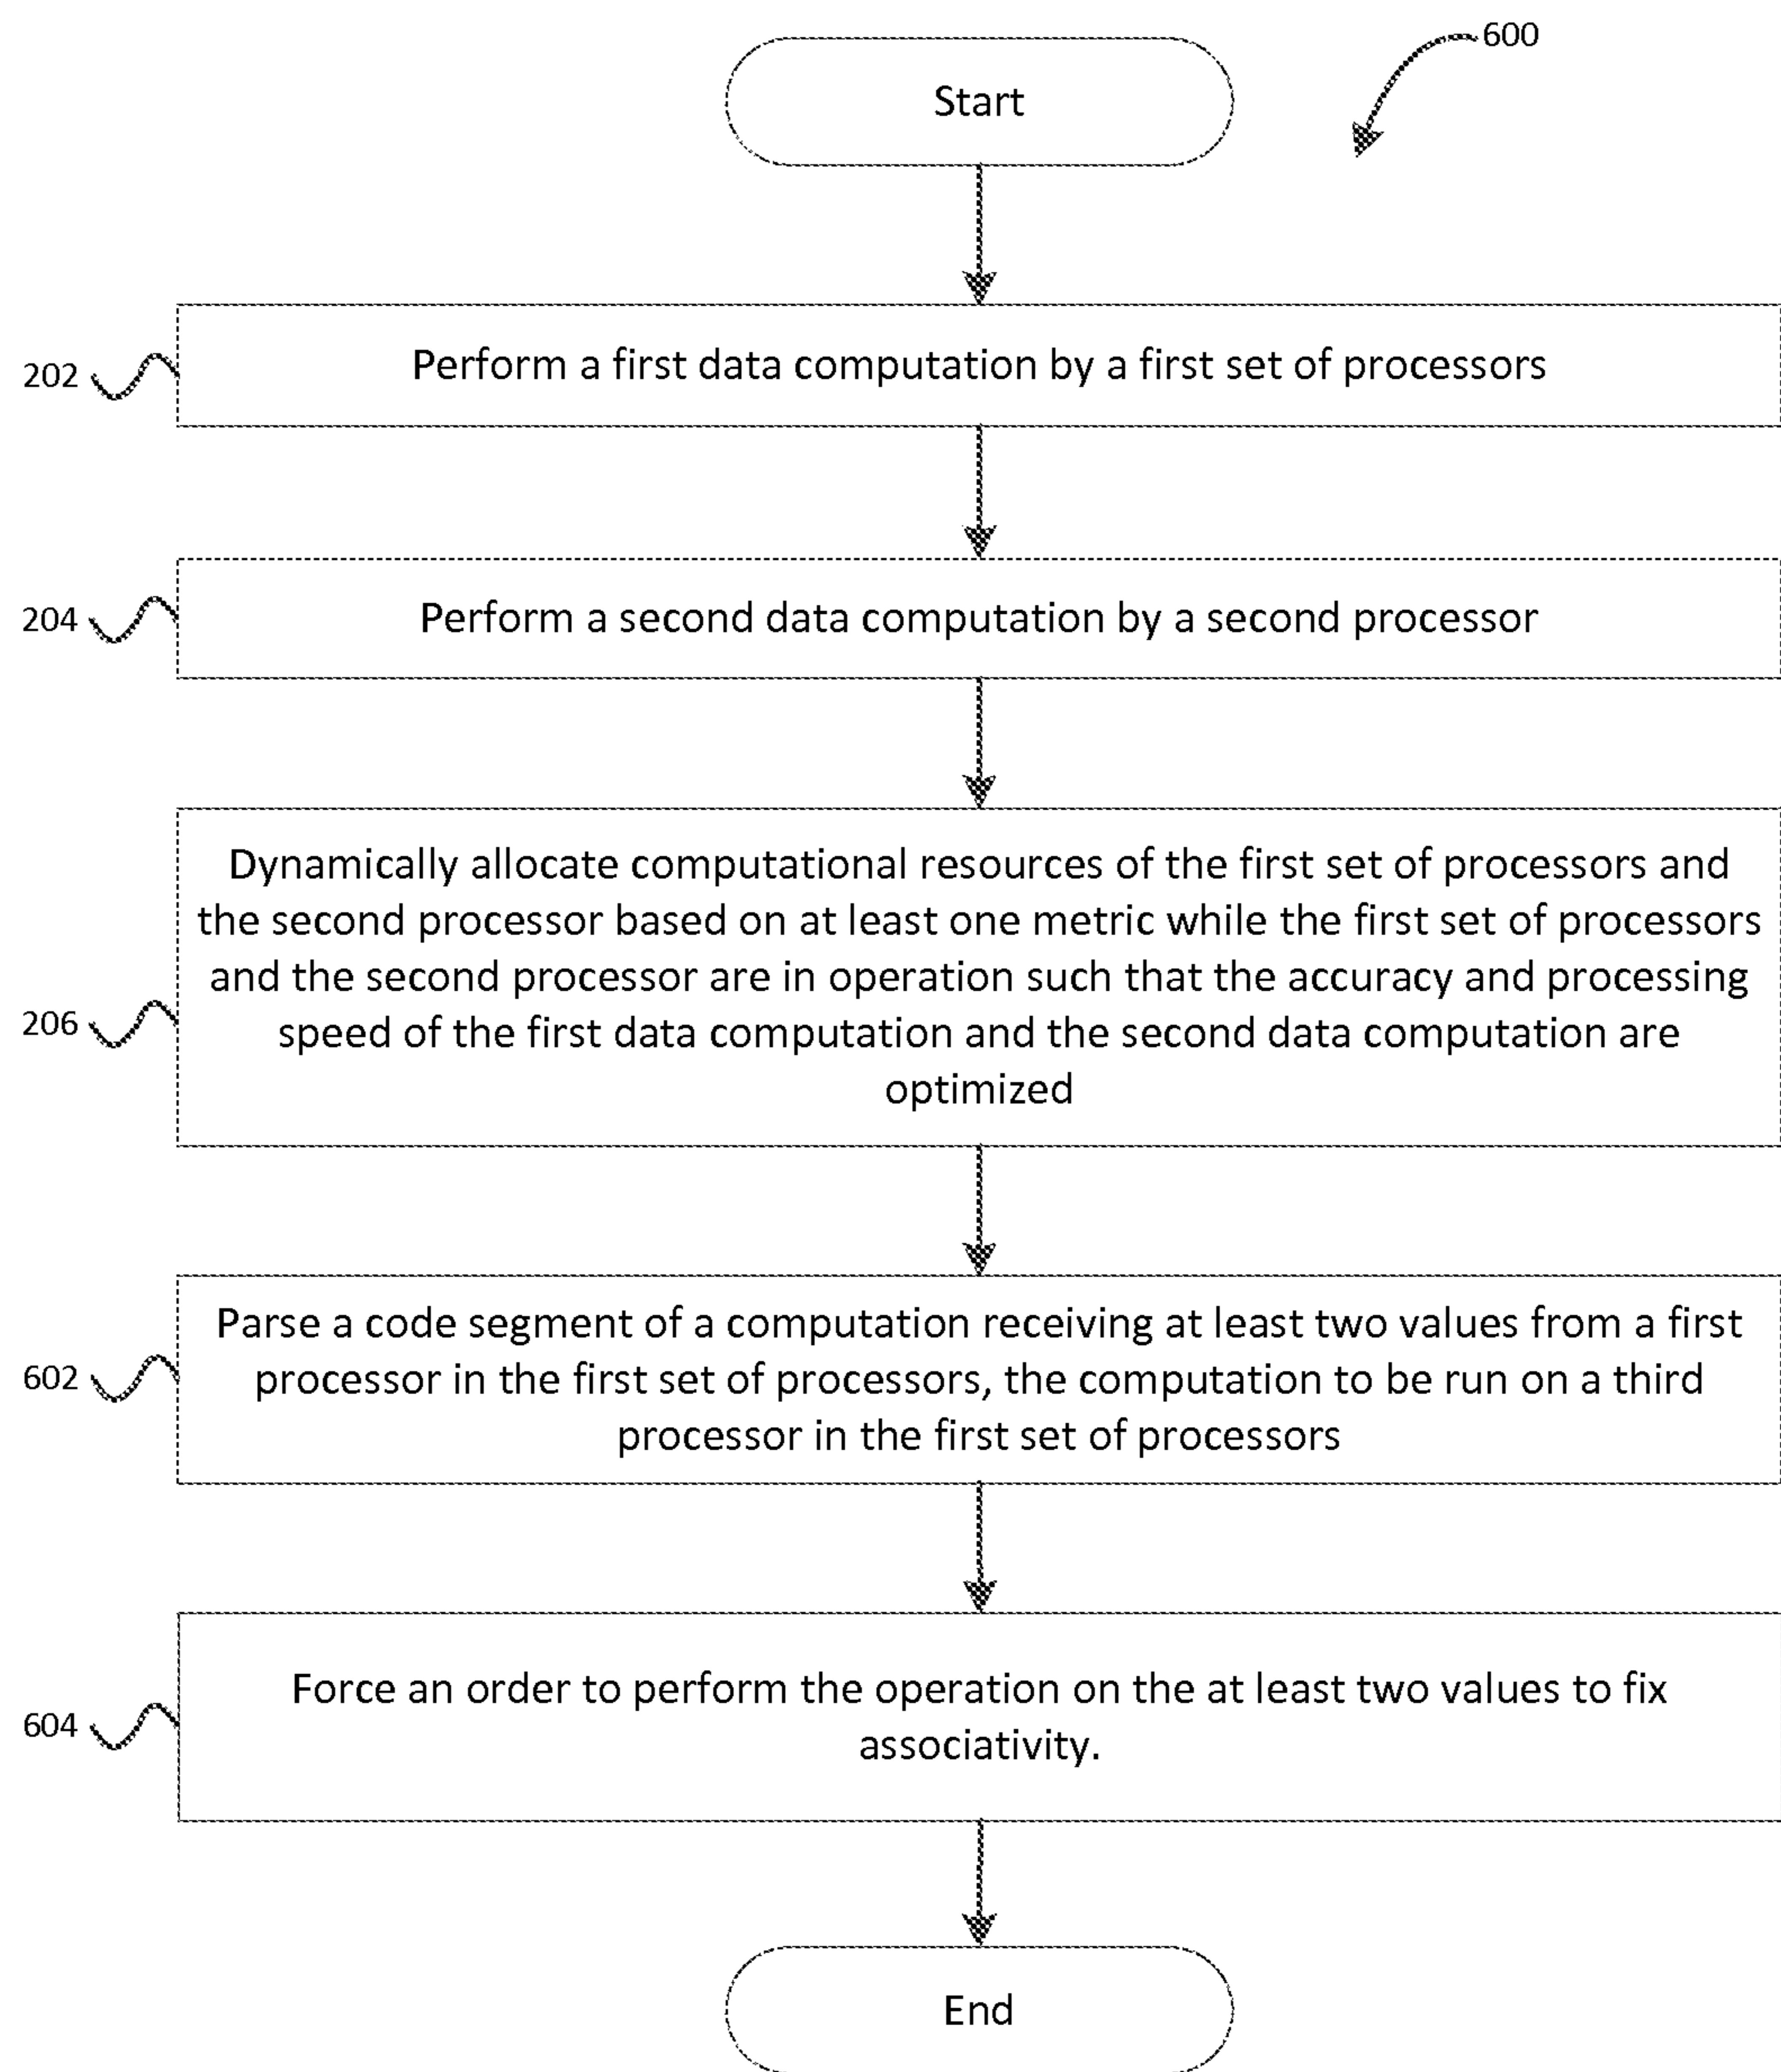 600
Start
202
Perform a first data computation by a first set of processors
204
Perform a second data computation by a second processor
206
Dynamically allocate computational resources of the first set of processors and
the second processor based on at least one metric while the first set of processors
and the second processor are in operation such that the accuracy and processing
speed of the first data computation and the second data computation are
optimized
602
Parse a code segment of a computation receiving at least two values from a first
processor in the first set of processors, the computation to be run on a third
processor in the first set of processors
604
Force an order to perform the operation on the at least two values to fix
associativity.
End